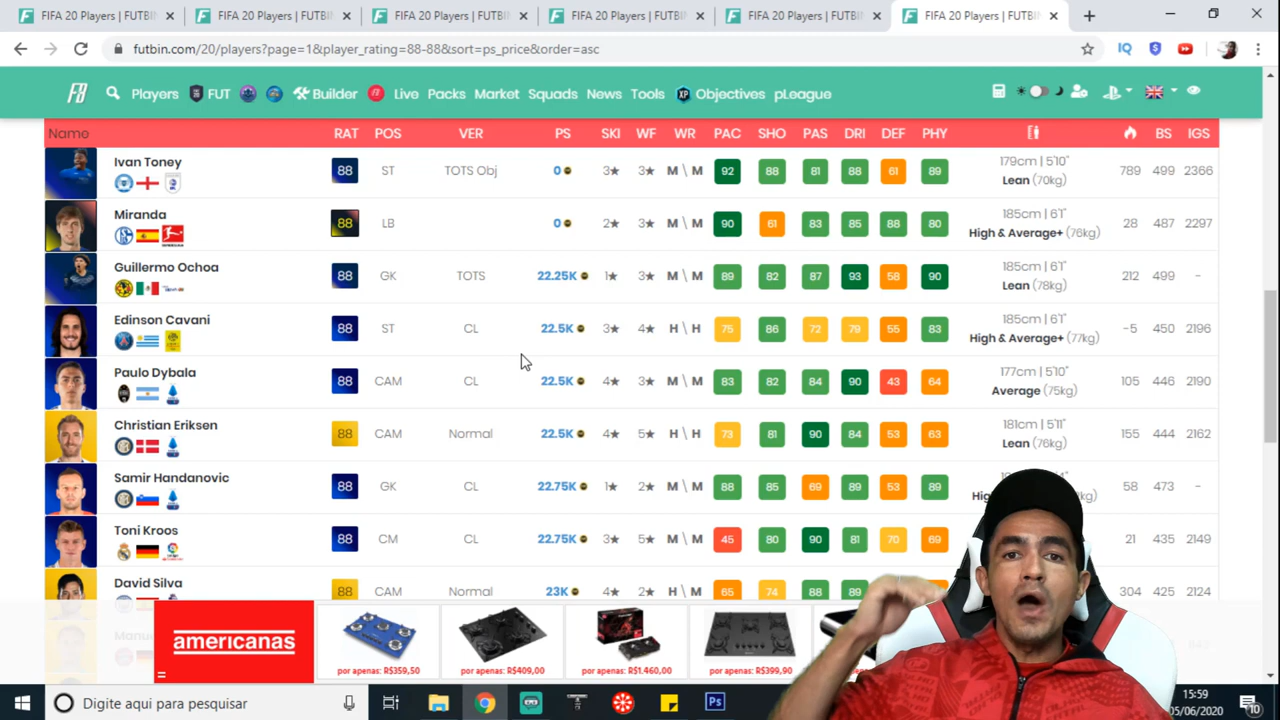 FIFA 20 Players | FUTBIN
FIFA 20 Players | FUTBIN
FIFA 20 Players | FUTBIN
FIFA 20 Players | FUTBIN
FIFA 20 Players | FUTBIN
FIFA 20 Players | FUTBIN
futbin.com/20/players?page=1&player_rating=88-88&sort=ps_price&order=asc
IQ
F8 Players FUT Builder Live Packs Market Squads News Tools XP Objectives pLeague
Name RAT POS VER PS SKI WF WR PAC SHO PAS DRI DEF PHY BS IGS
Ivan Toney 88 ST TOTS Obj 0 3★ 3★ M \ M 92 88 81 88 61 89 179cm | 5'10" Lean (70kg) 789 499 2366
Miranda 88 LB 0 2★ 3★ M \ M 90 61 83 85 88 80 185cm | 6'1" High & Average+ (76kg) 28 487 2297
Guillermo Ochoa 88 GK TOTS 22.25K 1★ 3★ M \ M 89 82 87 93 58 90 185cm | 6'1" Lean (78kg) 212 499 -
Edinson Cavani 88 ST CL 22.5K 3★ 4★ H \ H 75 86 72 79 55 83 185cm | 6'1" High & Average+ (77kg) -5 450 2196
Paulo Dybala 88 CAM CL 22.5K 4★ 3★ M \ M 83 82 84 90 43 64 177cm | 5'10" Average (75kg) 105 446 2190
Christian Eriksen 88 CAM Normal 22.5K 4★ 5★ H \ H 73 81 90 84 53 63 181cm | 5'11" Lean (76kg) 155 444 2162
Samir Handanovic 88 GK CL 22.75K 1★ 2★ M \ M 88 85 69 89 53 89 58 473 -
Toni Kroos 88 CM CL 22.75K 3★ 5★ M \ M 45 80 90 81 70 69 21 435 2149
David Silva 88 CAM Normal 23K 4★ 2★ M \ M 65 74 88 89 304 425 2124
americanas
por apenas: R$359,50 por apenas: R$409,00 por apenas: R$1.460,00 por apenas: R$399,90
Digite aqui para pesquisar
Ps
15:59
05/06/2020
10